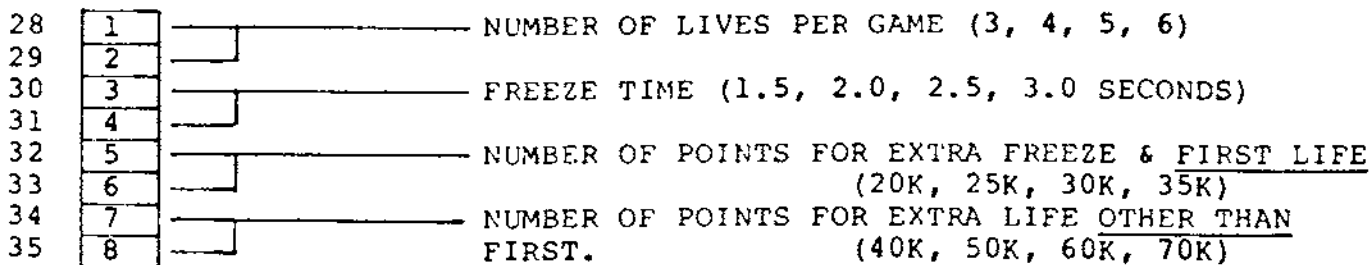 28 1 NUMBER OF LIVES PER GAME (3, 4, 5, 6)
29 2
30 3 FREEZE TIME (1.5, 2.0, 2.5, 3.0 SECONDS)
31 4
32 5 NUMBER OF POINTS FOR EXTRA FREEZE & FIRST LIFE
33 6 (20K, 25K, 30K, 35K)
34 7 NUMBER OF POINTS FOR EXTRA LIFE OTHER THAN
35 8 FIRST. (40K, 50K, 60K, 70K)